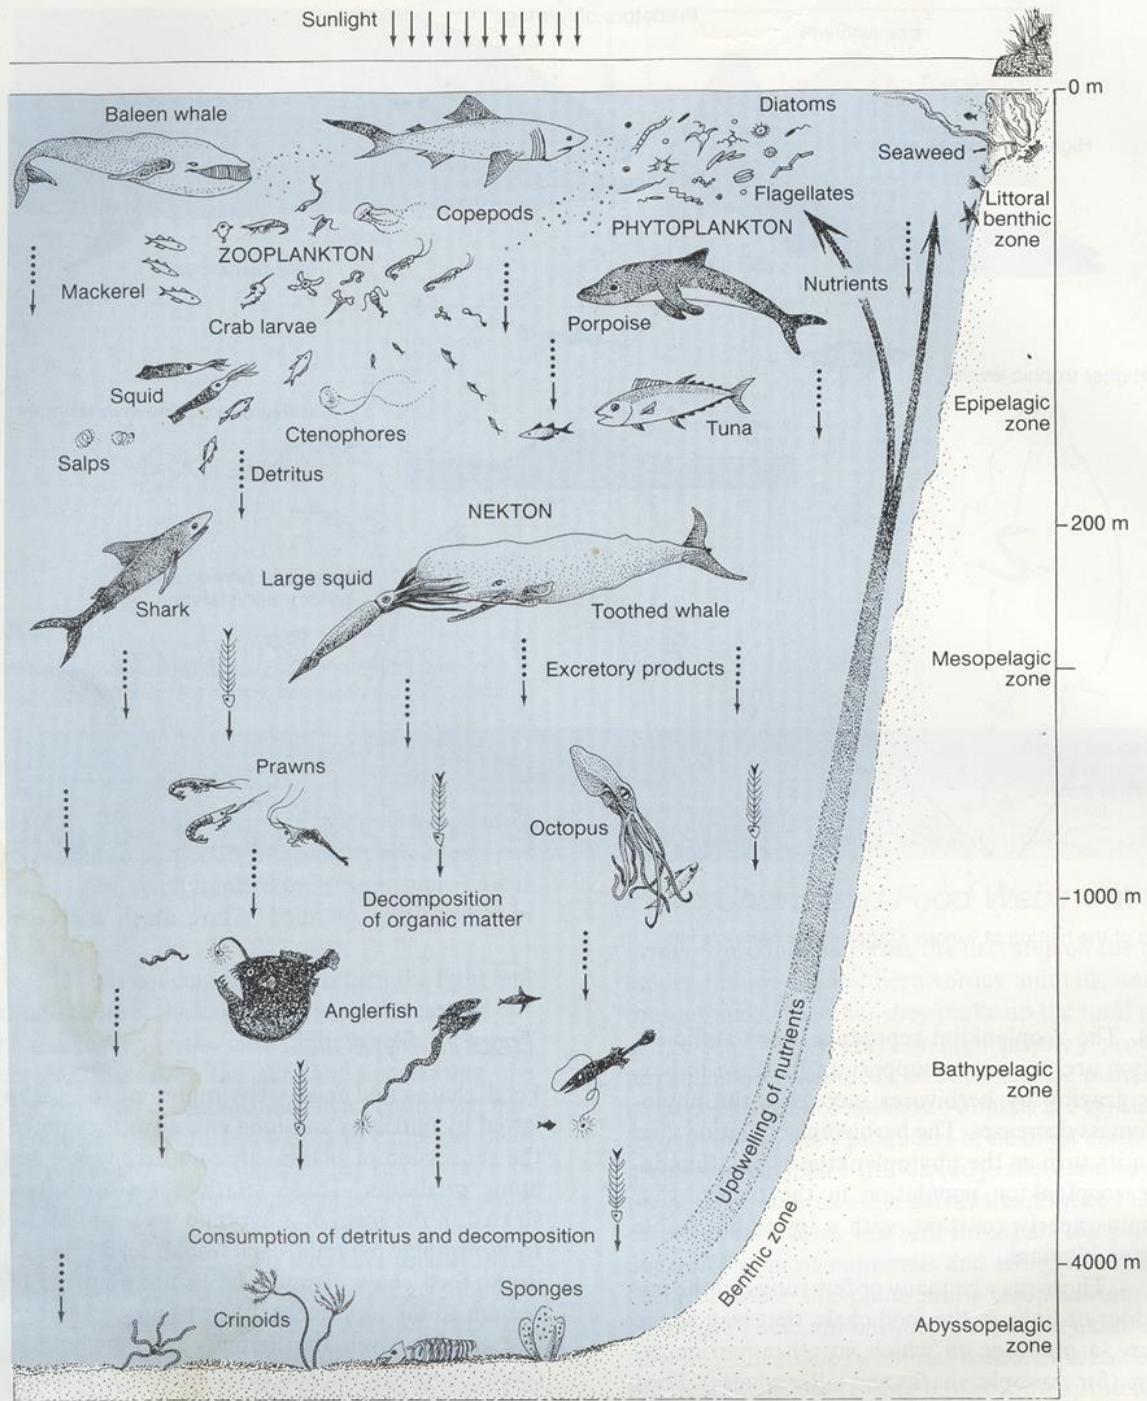 Sunlight
0 m
Baleen whale
Diatoms
Seaweed
Flagellates
Littoral
benthic
zone
Copepods
PHYTOPLANKTON
ZOOPLANKTON
Mackerel
Nutrients
Crab larvae
Porpoise
Squid
Epipelagic
zone
Ctenophores
Tuna
Salps
Detritus
NEKTON
200 m
Large squid
Shark
Toothed whale
Excretory products
Mesopelagic
zone
Prawns
Octopus
Decomposition
of organic matter
1000 m
Anglerfish
Updwelling of nutrients
Bathypelagic
zone
Consumption of detritus and decomposition
Benthic zone
4000 m
Sponges
Crinoids
Abyssopelagic
zone